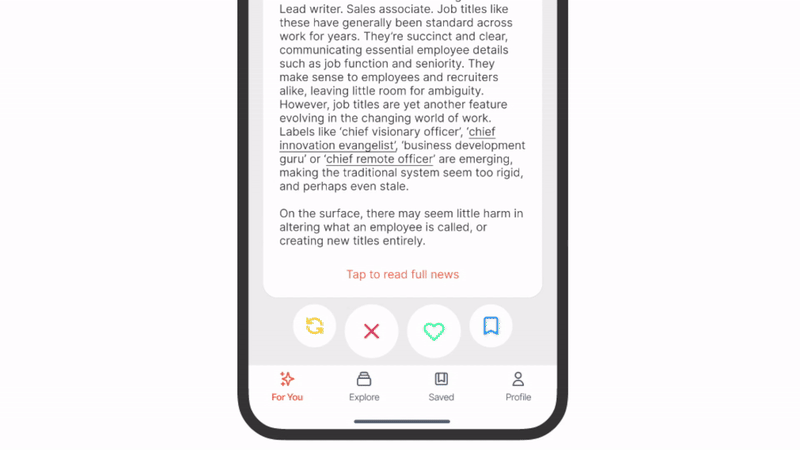 Lead writer. Sales associate. Job titles like
these have generally been standard across
work for years. They're succinct and clear,
communicating essential employee details
such as job function and seniority. They
make sense to employees and recruiters
alike, leaving little room for ambiguity.
However, job titles are yet another feature
evolving in the changing world of work.
Labels like 'chief visionary officer', 'chief
innovation evangelist', 'business development
guru' or 'chief remote officer' are emerging,
making the traditional system seem too rigid,
and perhaps even stale.
On the surface, there may seem little harm in
altering what an employee is called, or
creating new titles entirely.
Tap to read full news
For You
Explore
Saved
Profile